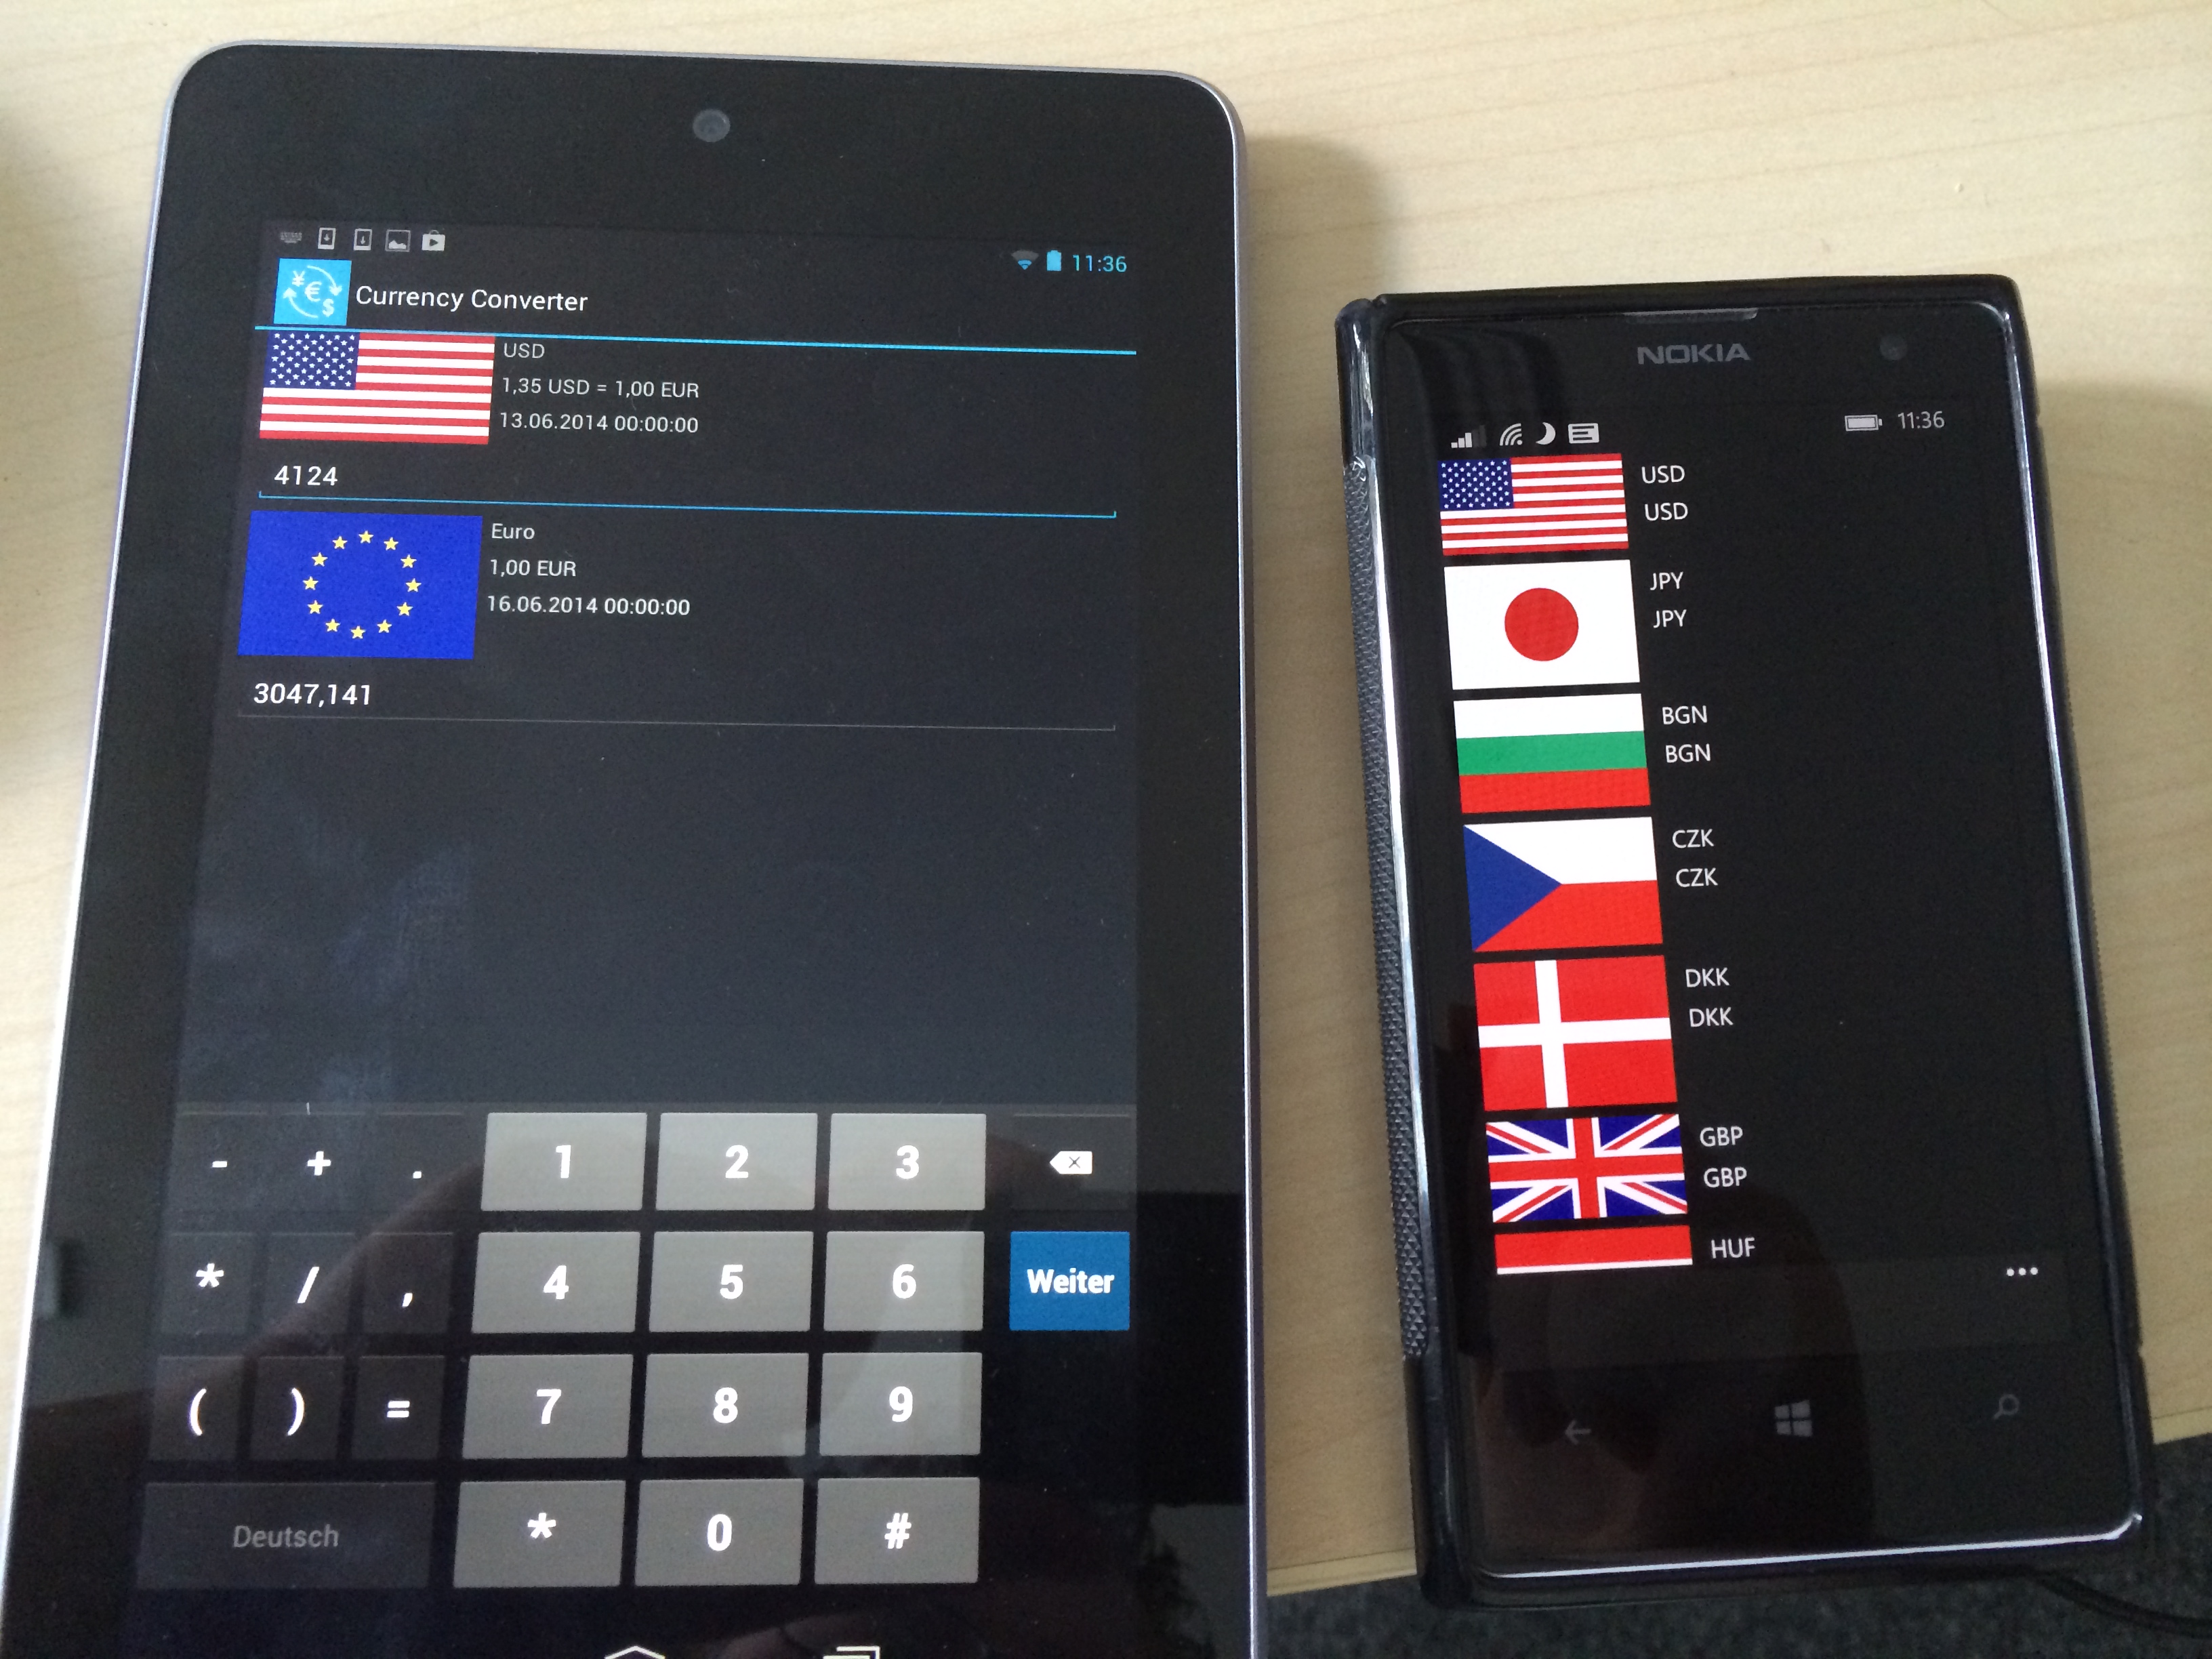 11:36
Currency Converter
USD
1,35 USD = 1,00 EUR
13.06.2014 00:00:00
4124
Euro
1,00 EUR
16.06.2014 00:00:00
3047,141
- + . 1 2 3
* / , 4 5 6 Weiter
( ) = 7 8 9
Deutsch * 0 #
NOKIA
11:36
USD
USD
JPY
JPY
BGN
BGN
CZK
CZK
DKK
DKK
GBP
GBP
HUF